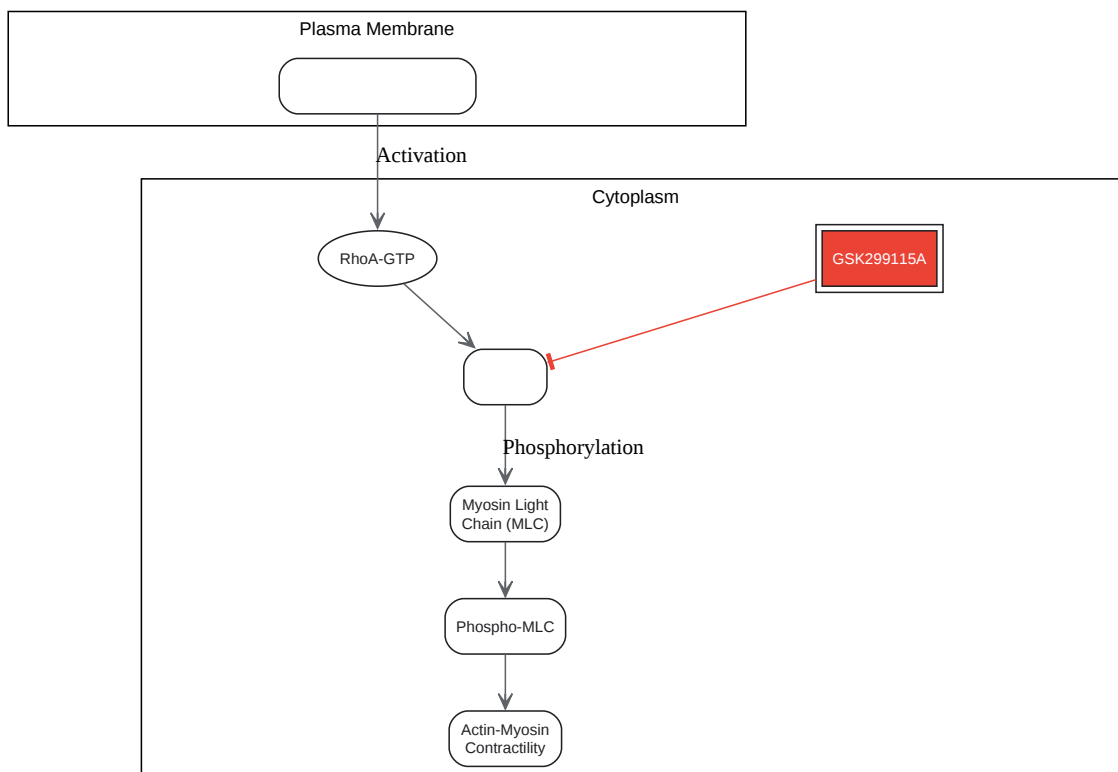 Plasma Membrane
Activation
Cytoplasm
RhoA-GTP
GSK299115A
Phosphorylation
Myosin Light
Chain (MLC)
Phospho-MLC
Actin-Myosin
Contractility